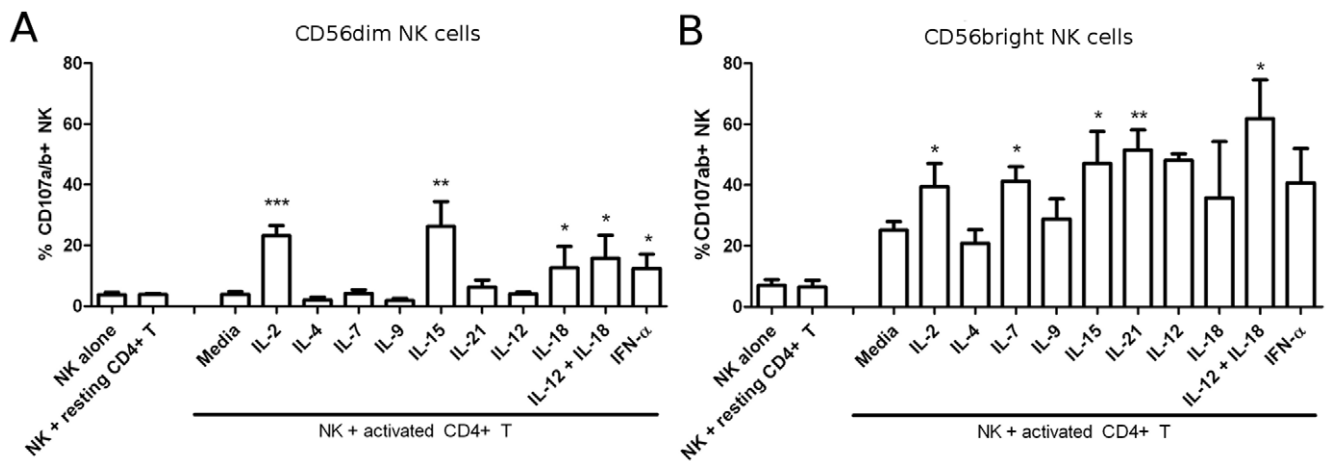 A
CD56dim NK cells
% CD107a/b+ NK
80
60
40
20
0
***
**
*
*
*
NK alone
NK + resting CD4+ T
Media
IL-2
IL-4
IL-7
IL-9
IL-15
IL-21
IL-12
IL-18
IL-12 + IL-18
IFN-α
NK + activated CD4+ T
B
CD56bright NK cells
%CD107ab+ NK
80
60
40
20
0
*
*
*
**
*
NK alone
NK + resting CD4+ T
Media
IL-2
IL-4
IL-7
IL-9
IL-15
IL-21
IL-12
IL-18
IL-12 + IL-18
IFN-α
NK + activated CD4+ T